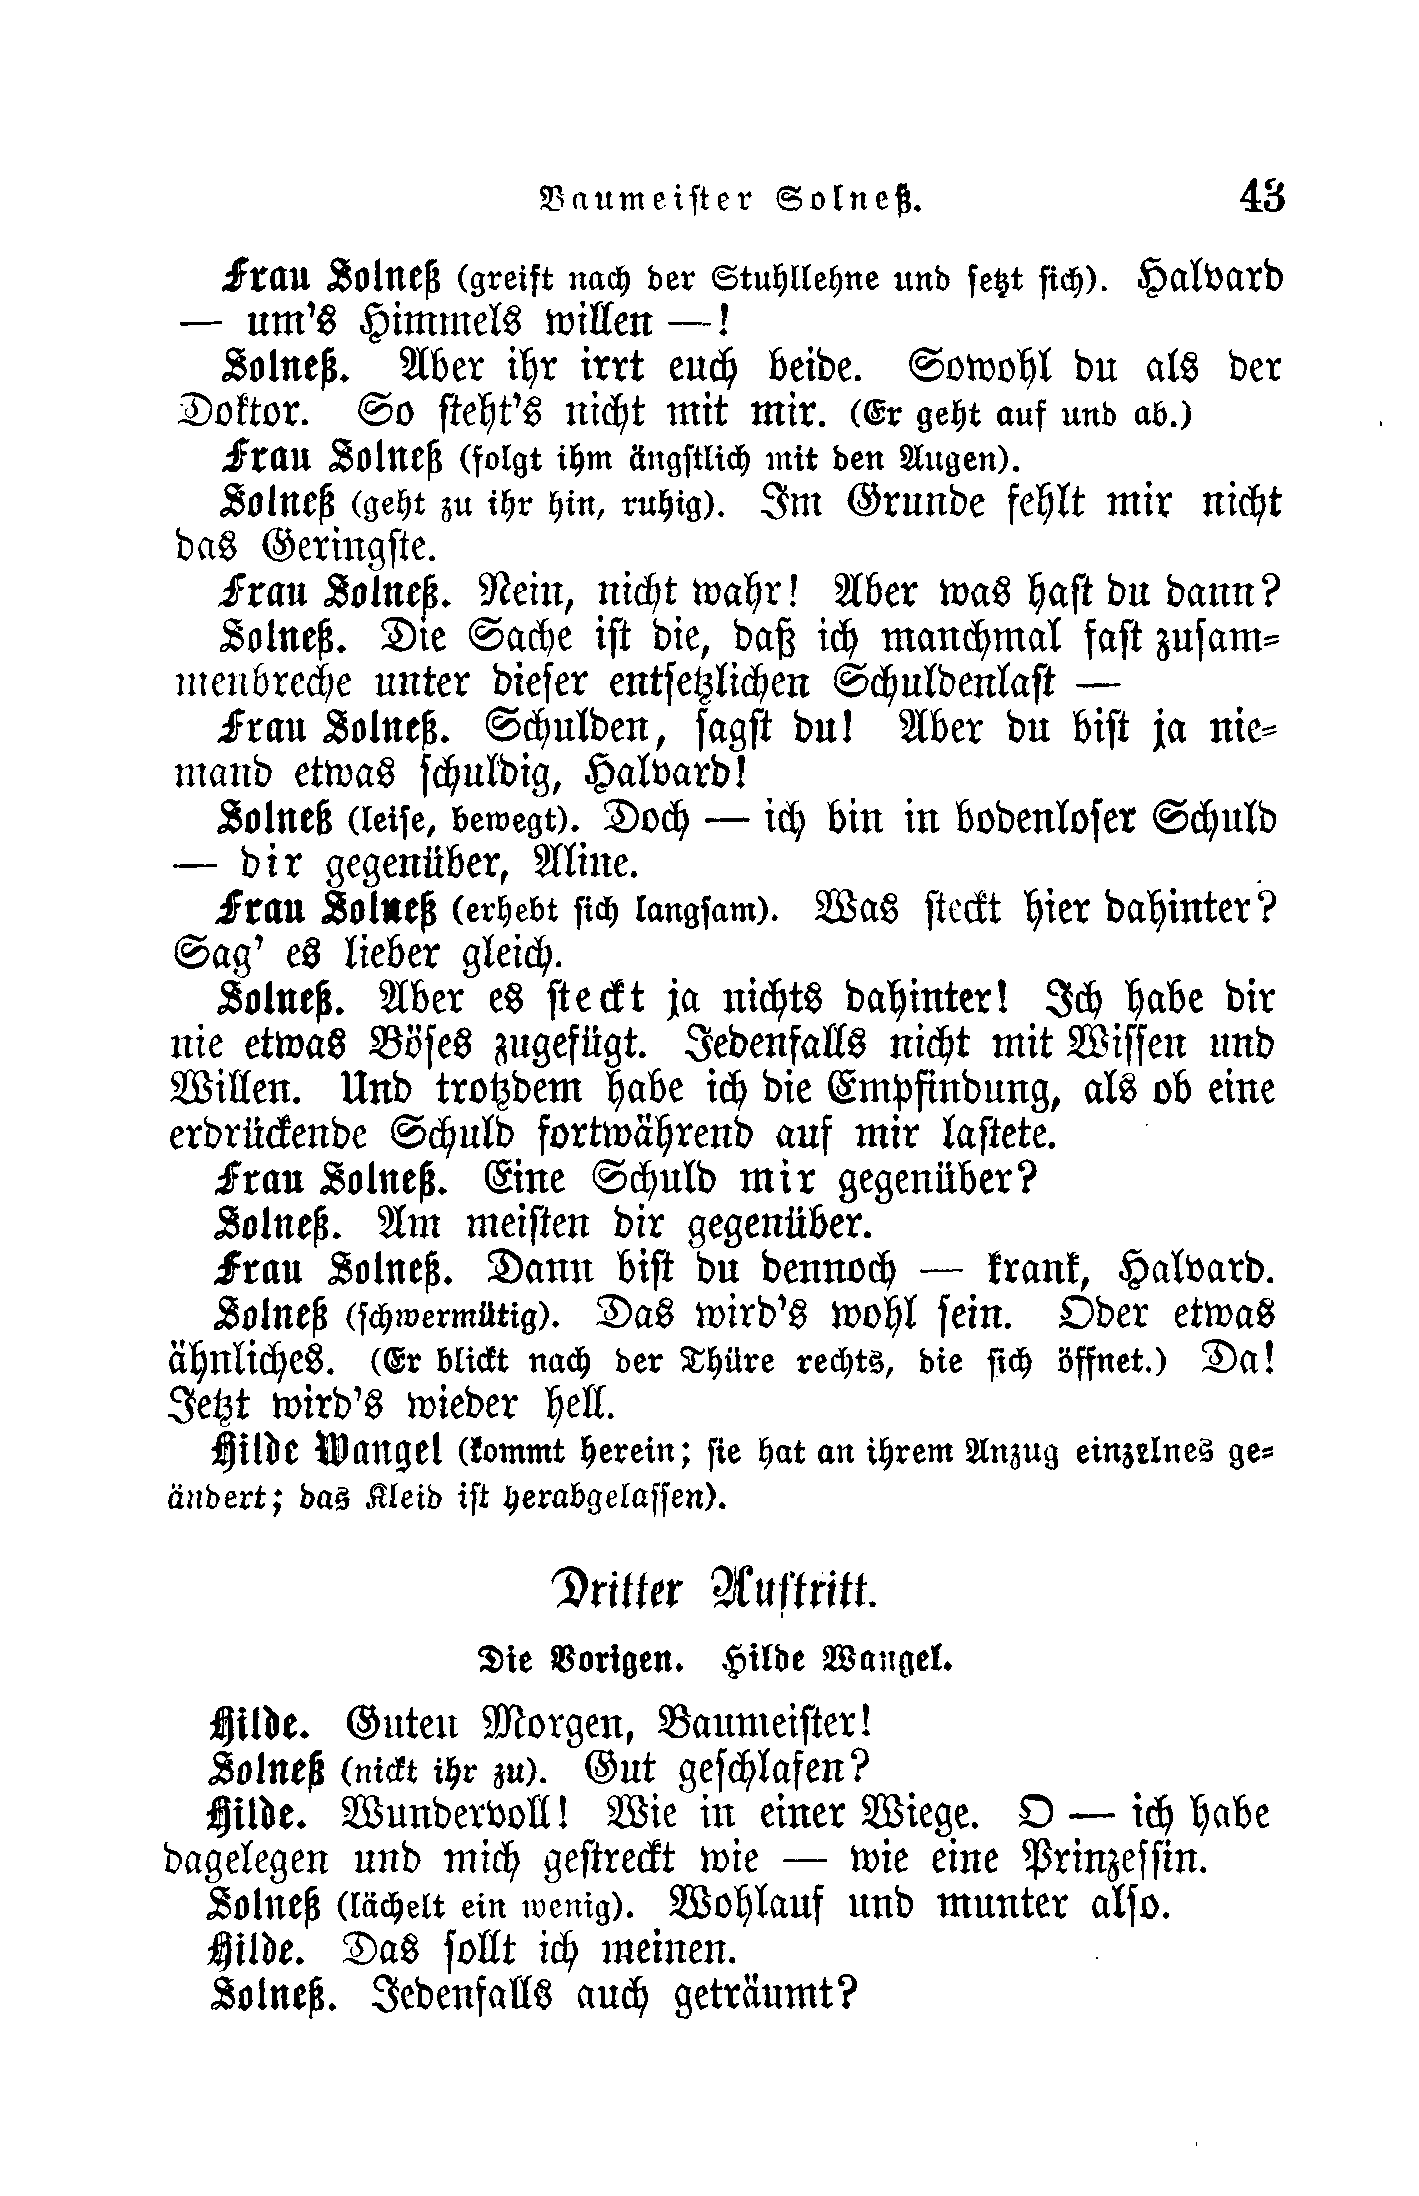 Baumeister Solneß. 43
Frau Solneß (greift nach der Stuhllehne und setzt sich). Halvard
— um's Himmels willen —!
Solneß. Aber ihr irrt euch beide. Sowohl du als der
Doktor. So steht's nicht mit mir. (Er geht auf und ab.)
Frau Solneß (folgt ihm ängstlich mit den Augen).
Solneß (geht zu ihr hin, ruhig). Im Grunde fehlt mir nicht
das Geringste.
Frau Solneß. Nein, nicht wahr! Aber was hast du dann?
Solneß. Die Sache ist die, daß ich manchmal fast zusam=
menbreche unter dieser entsetzlichen Schuldenlast —
Frau Solneß. Schulden, sagst du! Aber du bist ja nie=
mand etwas schuldig, Halvard!
Solneß (leise, bewegt). Doch — ich bin in bodenloser Schuld
— dir gegenüber, Aline.
Frau Solneß (erhebt sich langsam). Was steckt hier dahinter?
Sag' es lieber gleich.
Solneß. Aber es steckt ja nichts dahinter! Ich habe dir
nie etwas Böses zugefügt. Jedenfalls nicht mit Wissen und
Willen. Und trotzdem habe ich die Empfindung, als ob eine
erdrückende Schuld fortwährend auf mir lastete.
Frau Solneß. Eine Schuld mir gegenüber?
Solneß. Am meisten dir gegenüber.
Frau Solneß. Dann bist du dennoch — krank, Halvard.
Solneß (schwermütig). Das wird's wohl sein. Oder etwas
ähnliches. (Er blickt nach der Thüre rechts, die sich öffnet.) Da!
Jetzt wird's wieder hell.
Hilde Wangel (kommt herein; sie hat an ihrem Anzug einzelnes ge=
ändert; das Kleid ist herabgelassen).
Dritter Auftritt.
Die Vorigen. Hilde Wangel.
Hilde. Guten Morgen, Baumeister!
Solneß (nickt ihr zu). Gut geschlafen?
Hilde. Wundervoll! Wie in einer Wiege. O — ich habe
dagelegen und mich gestreckt wie — wie eine Prinzessin.
Solneß (lächelt ein wenig). Wohlauf und munter also.
Hilde. Das sollt ich meinen.
Solneß. Jedenfalls auch geträumt?